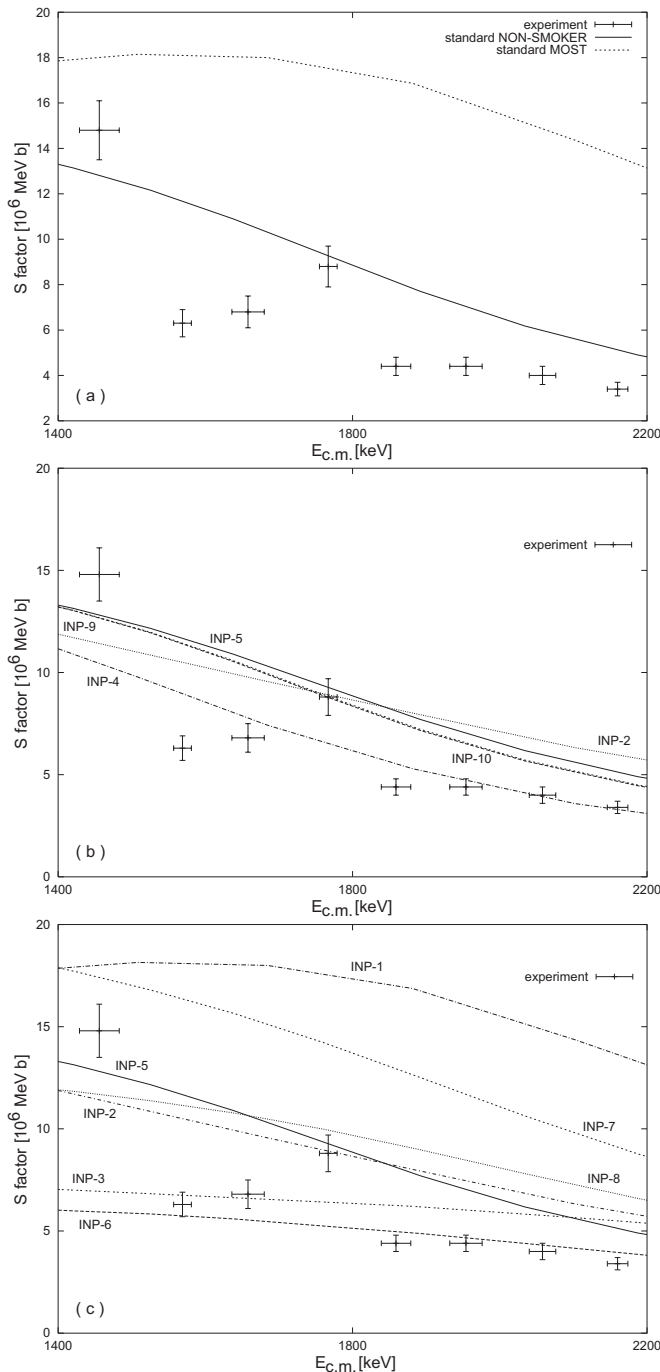 20
18
16
14
12
10
8
6
4
2
S factor [10^6 MeV b]
experiment
standard NON-SMOKER
standard MOST
( a )
1400
1800
2200
E_c.m. [keV]
20
15
10
5
0
S factor [10^6 MeV b]
experiment
INP-9
INP-5
INP-4
INP-2
INP-10
( b )
1400
1800
2200
E_c.m. [keV]
20
15
10
5
0
S factor [10^6 MeV b]
INP-1
experiment
INP-5
INP-2
INP-7
INP-3
INP-8
INP-6
( c )
1400
1800
2200
E_c.m. [keV]